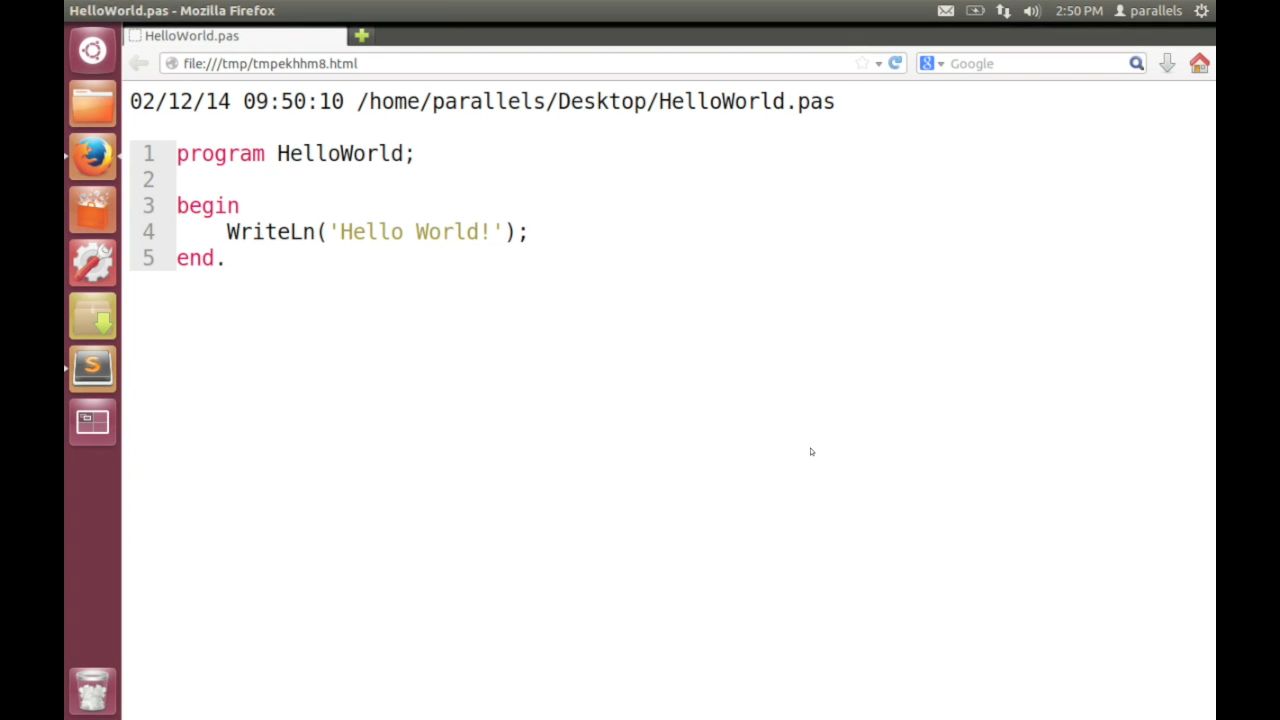 HelloWorld.pas - Mozilla Firefox
2:50 PM parallels
HelloWorld.pas
file:///tmp/tmpekhhm8.html
Google
02/12/14 09:50:10 /home/parallels/Desktop/HelloWorld.pas
1 program HelloWorld;
2
3 begin
4     WriteLn('Hello World!');
5 end.